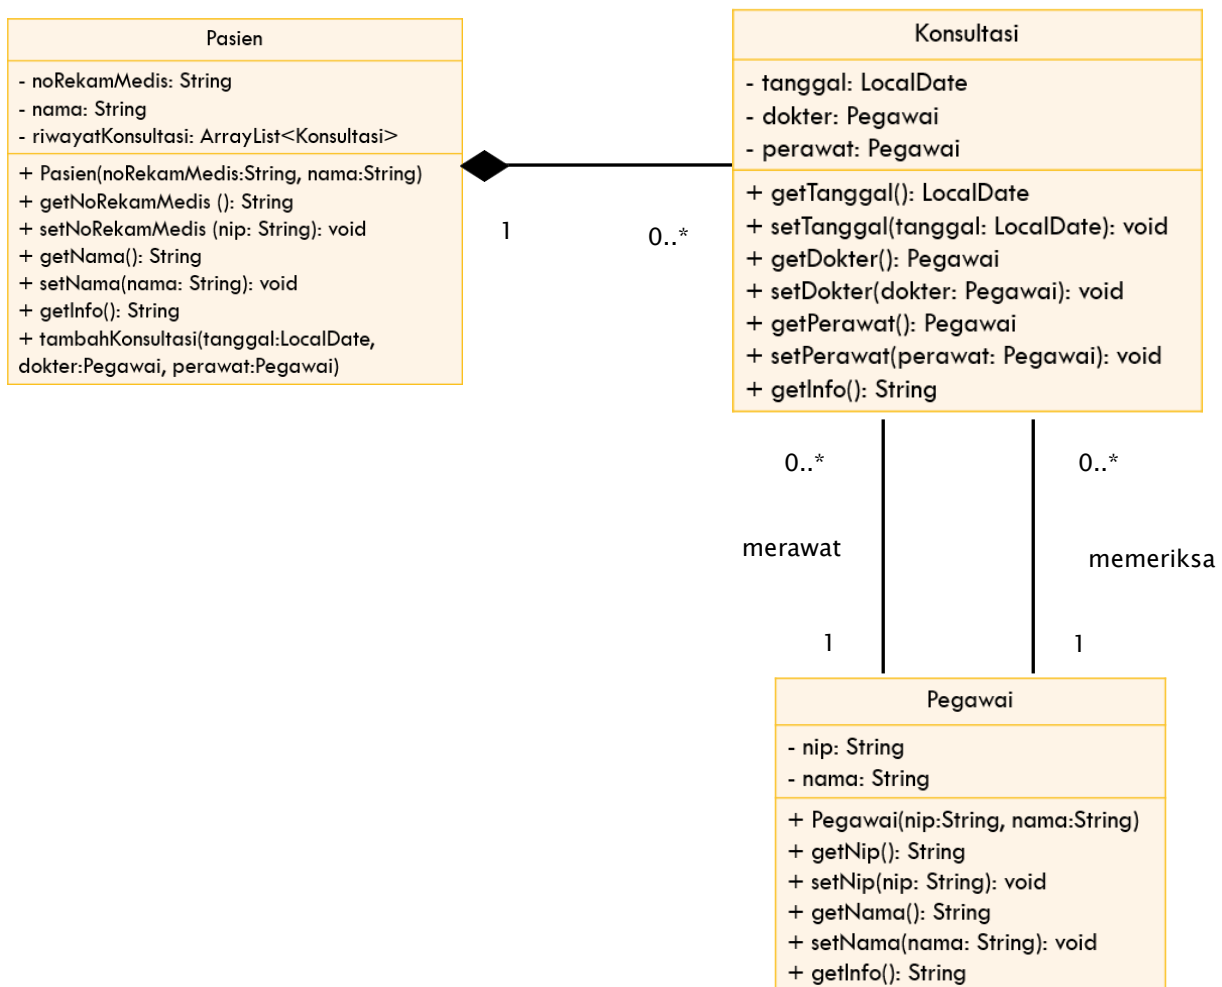 Pasien
- noRekamMedis: String
- nama: String
- riwayatKonsultasi: ArrayList<Konsultasi>
+ Pasien(noRekamMedis:String, nama:String)
+ getNoRekamMedis (): String
+ setNoRekamMedis (nip: String): void
+ getNama(): String
+ setNama(nama: String): void
+ getInfo(): String
+ tambahKonsultasi(tanggal:LocalDate,
dokter:Pegawai, perawat:Pegawai)
1
0..*
Konsultasi
- tanggal: LocalDate
- dokter: Pegawai
- perawat: Pegawai
+ getTanggal(): LocalDate
+ setTanggal(tanggal: LocalDate): void
+ getDokter(): Pegawai
+ setDokter(dokter: Pegawai): void
+ getPerawat(): Pegawai
+ setPerawat(perawat: Pegawai): void
+ getInfo(): String
0..*
0..*
merawat
memeriksa
1
1
Pegawai
- nip: String
- nama: String
+ Pegawai(nip:String, nama:String)
+ getNip(): String
+ setNip(nip: String): void
+ getNama(): String
+ setNama(nama: String): void
+ getInfo(): String